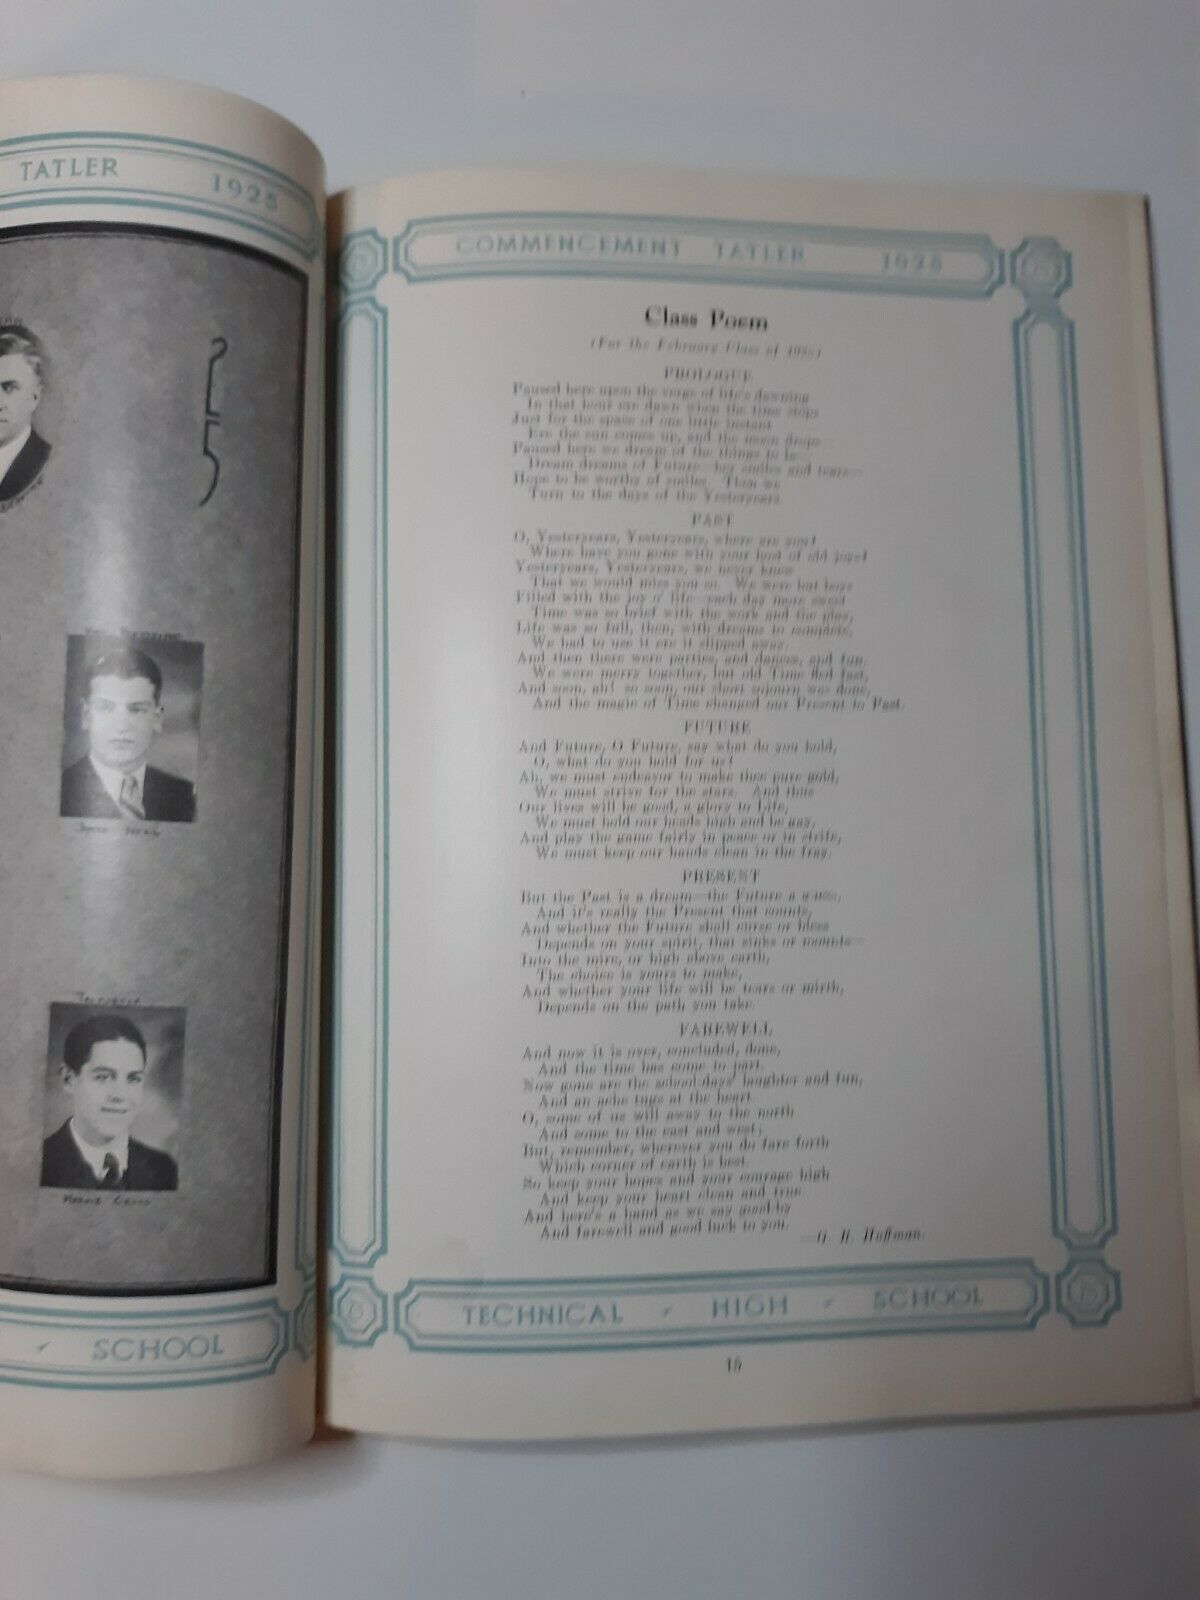 TATLER 1925
SCHOOL
COMMENCEMENT TATLER 1925
Class Poem
(For the February Class of 1925)
PROLOGUE
Paused here upon the verge of life's dawning
In that hour ere dawn when the time stops
Just for the space of one little instant
Ere the sun comes up, and the moon drops—
Paused here we dream of the things to be—
Dream dreams of Future—her smiles and tears—
Hope to be worthy of smiles. Then we
Turn to the days of the Yesteryears.
PAST
O, Yesteryears, Yesteryears, where are you?
Where have you gone with your host of old joys?
Yesteryears, Yesteryears, we never knew
That we would miss you so. We were but boys
Filled with the joy o' life—each day more sweet
Time was so brief with the work and the play,
Life was so full, then, with dreams to complete,
We had to use it ere it slipped away.
And then there were parties, and dances, and fun,
We were merry together, but old Time fled fast,
And soon, ah! so soon, our short sojourn was done,
And the magic of Time changed our Present to Past.
FUTURE
And Future, O Future, say what do you hold,
O, what do you hold for us?
Ah, we must endeavor to make thee pure gold,
We must strive for the stars. And thus
Our lives will be good, a glory to Life,
We must hold our heads high and be gay,
And play the game fairly in peace or in strife,
We must keep our hands clean in the fray.
PRESENT
But the Past is a dream—the Future a guess,
And it's really the Present that counts,
And whether the Future shall curse or bless
Depends on your spirit, that sinks or mounts—
Into the mire, or high above earth,
The choice is yours to make,
And whether your life will be tears or mirth,
Depends on the path you take.
FAREWELL
And now it is over, concluded, done,
And the time has come to part.
Now gone are the school-days' laughter and fun,
And an ache tugs at the heart.
O, some of us will away to the north
And some to the east and west;
But, remember, wherever you do fare forth
Which corner of earth is best.
So keep your hopes and your courage high
And keep your heart clean and true
And here's a hand as we say good by
And farewell and good luck to you.
—G. R. Hoffman.
TECHNICAL HIGH SCHOOL
15